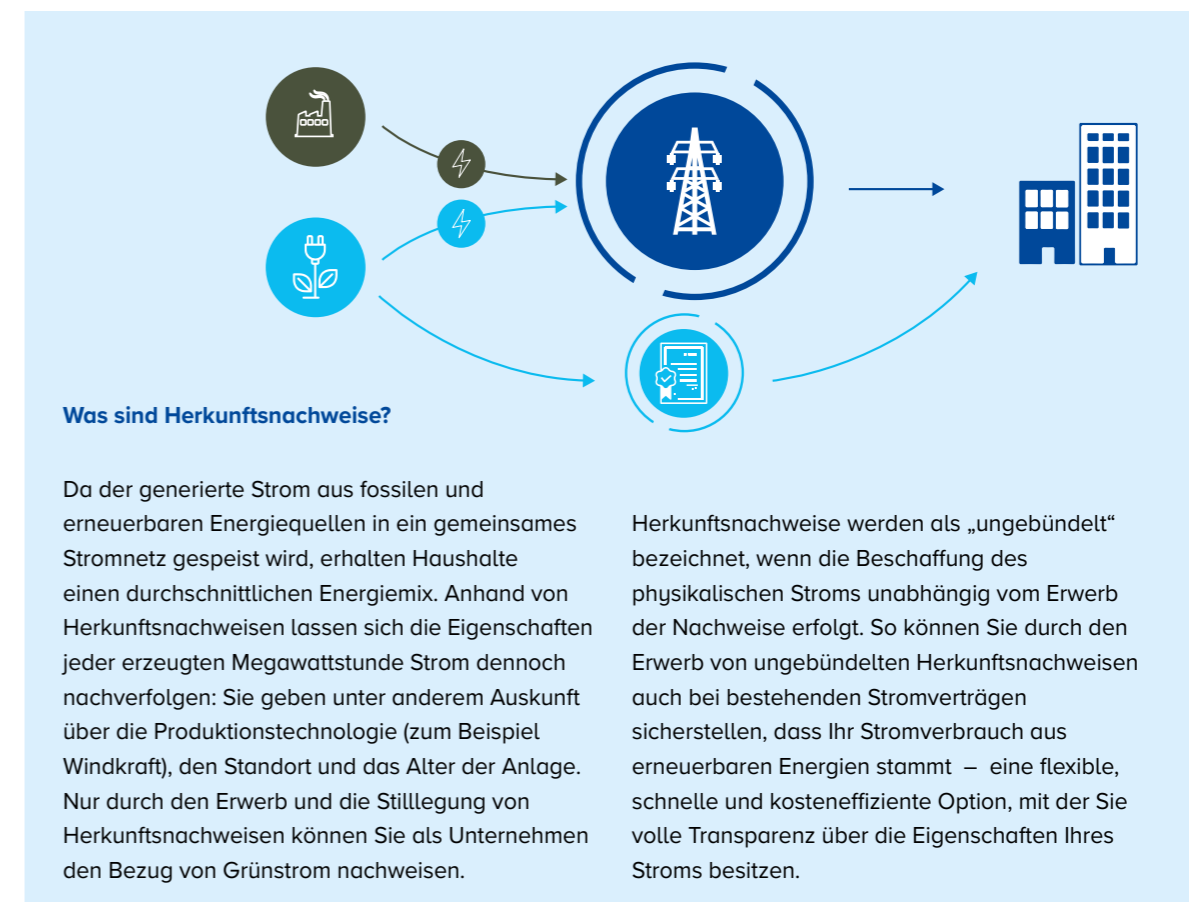 Was sind Herkunftsnachweise?
Da der generierte Strom aus fossilen und
erneuerbaren Energiequellen in ein gemeinsames
Stromnetz gespeist wird, erhalten Haushalte
einen durchschnittlichen Energiemix. Anhand von
Herkunftsnachweisen lassen sich die Eigenschaften
jeder erzeugten Megawattstunde Strom dennoch
nachverfolgen: Sie geben unter anderem Auskunft
über die Produktionstechnologie (zum Beispiel
Windkraft), den Standort und das Alter der Anlage.
Nur durch den Erwerb und die Stilllegung von
Herkunftsnachweisen können Sie als Unternehmen
den Bezug von Grünstrom nachweisen.
Herkunftsnachweise werden als „ungebündelt“
bezeichnet, wenn die Beschaffung des
physikalischen Stroms unabhängig vom Erwerb
der Nachweise erfolgt. So können Sie durch den
Erwerb von ungebündelten Herkunftsnachweisen
auch bei bestehenden Stromverträgen
sicherstellen, dass Ihr Stromverbrauch aus
erneuerbaren Energien stammt – eine flexible,
schnelle und kosteneffiziente Option, mit der Sie
volle Transparenz über die Eigenschaften Ihres
Stroms besitzen.